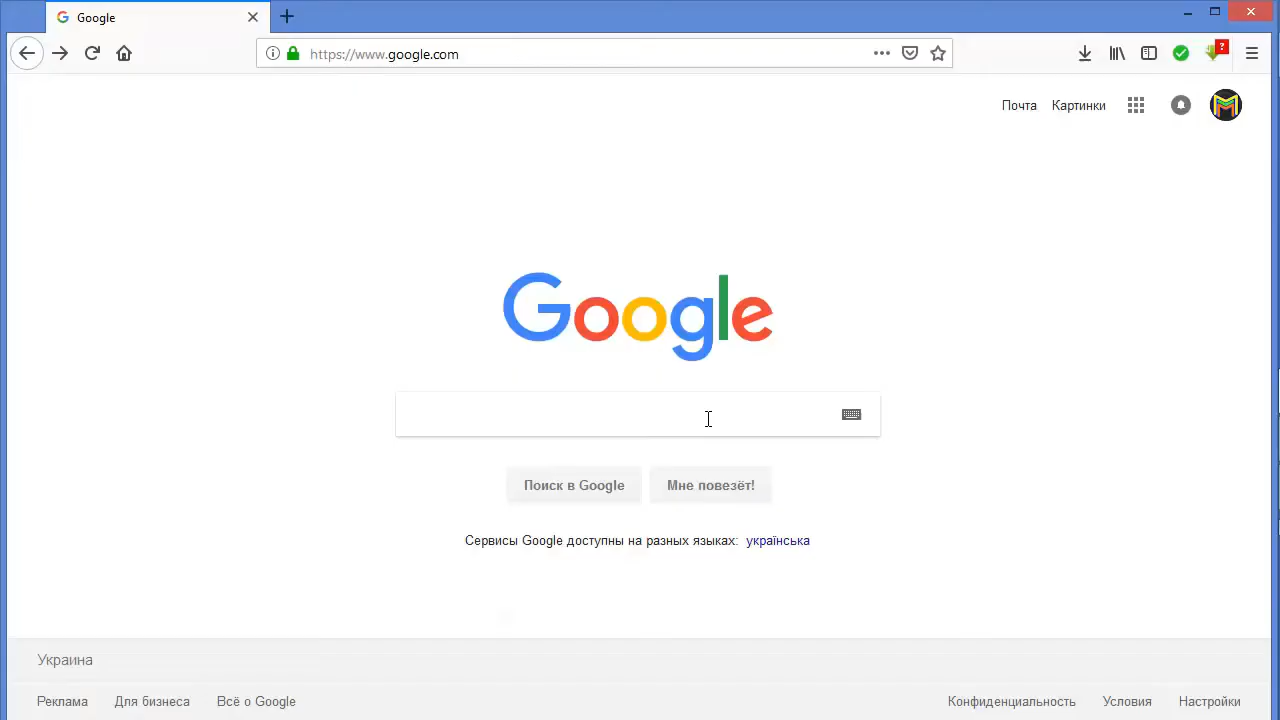 Google
https://www.google.com
?
Почта Картинки
Google
Поиск в Google Мне повезёт!
Сервисы Google доступны на разных языках: українська
Украина
Реклама Для бизнеса Всё о Google Конфиденциальность Условия Настройки